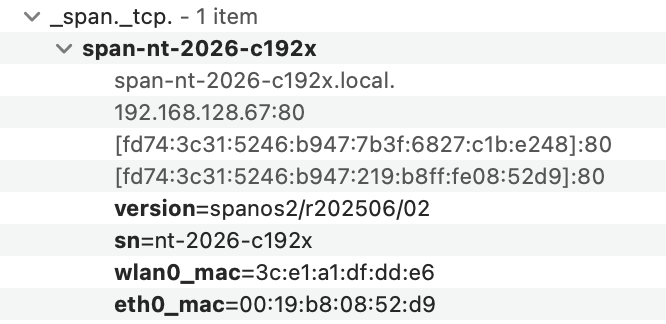 _span._tcp. - 1 item
span-nt-2026-c192x
span-nt-2026-c192x.local.
192.168.128.67:80
[fd74:3c31:5246:b947:7b3f:6827:c1b:e248]:80
[fd74:3c31:5246:b947:219:b8ff:fe08:52d9]:80
version=spanos2/r202506/02
sn=nt-2026-c192x
wlan0_mac=3c:e1:a1:df:dd:e6
eth0_mac=00:19:b8:08:52:d9